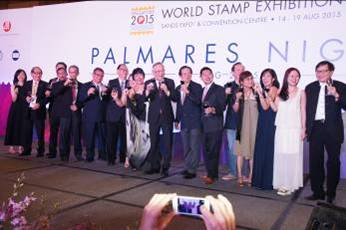 2015
WORLD STAMP EXHIBITION
SANDS EXPO & CONVENTION CENTRE • 14 - 19 AUG 2015
PALMARES NIG